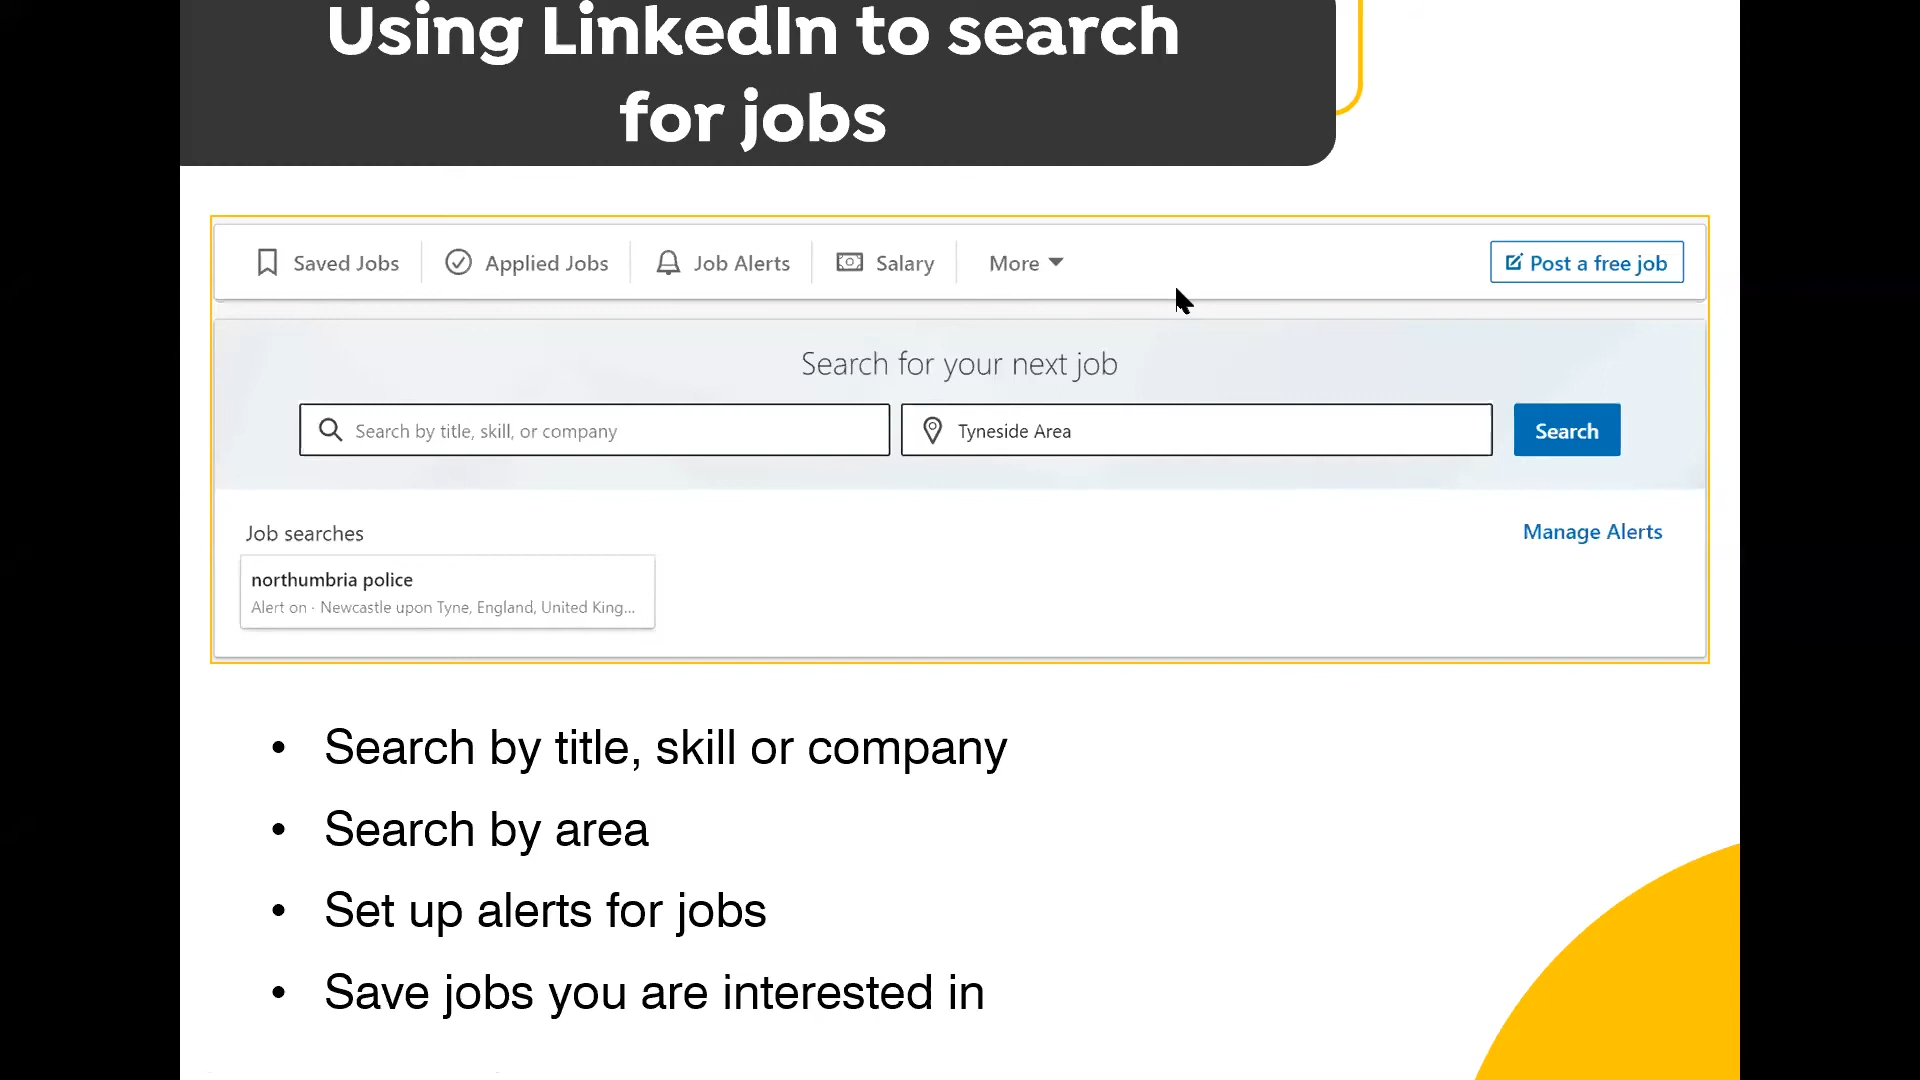 Using LinkedIn to search
for jobs
Saved Jobs
Applied Jobs
Job Alerts
Salary
More
Post a free job
Search for your next job
Search by title, skill, or company
Tyneside Area
Search
Job searches
Manage Alerts
northumbria police
Alert on · Newcastle upon Tyne, England, United King...
• Search by title, skill or company
• Search by area
• Set up alerts for jobs
• Save jobs you are interested in